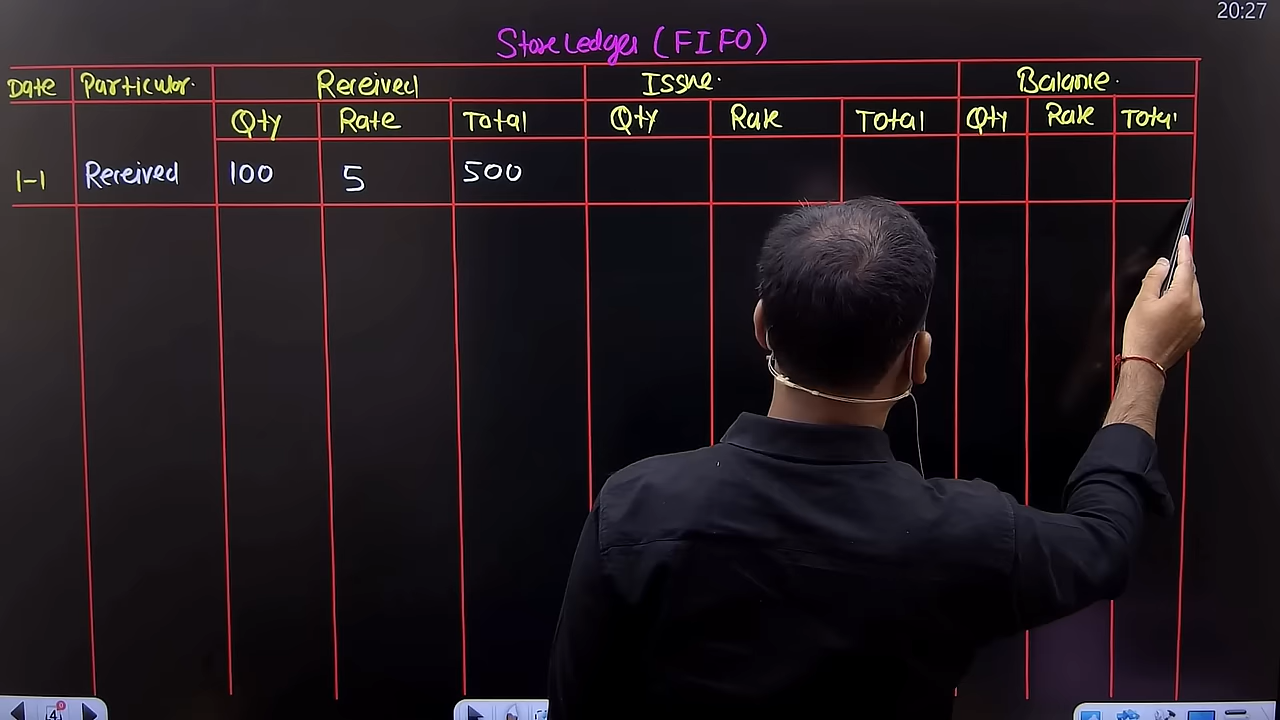 20:27
Store Ledger (FIFO)
Date Particular. Received Issue. Balance.
Qty Rate Total Qty Rate Total Qty Rate Total
1-1 Received 100 5 500
4